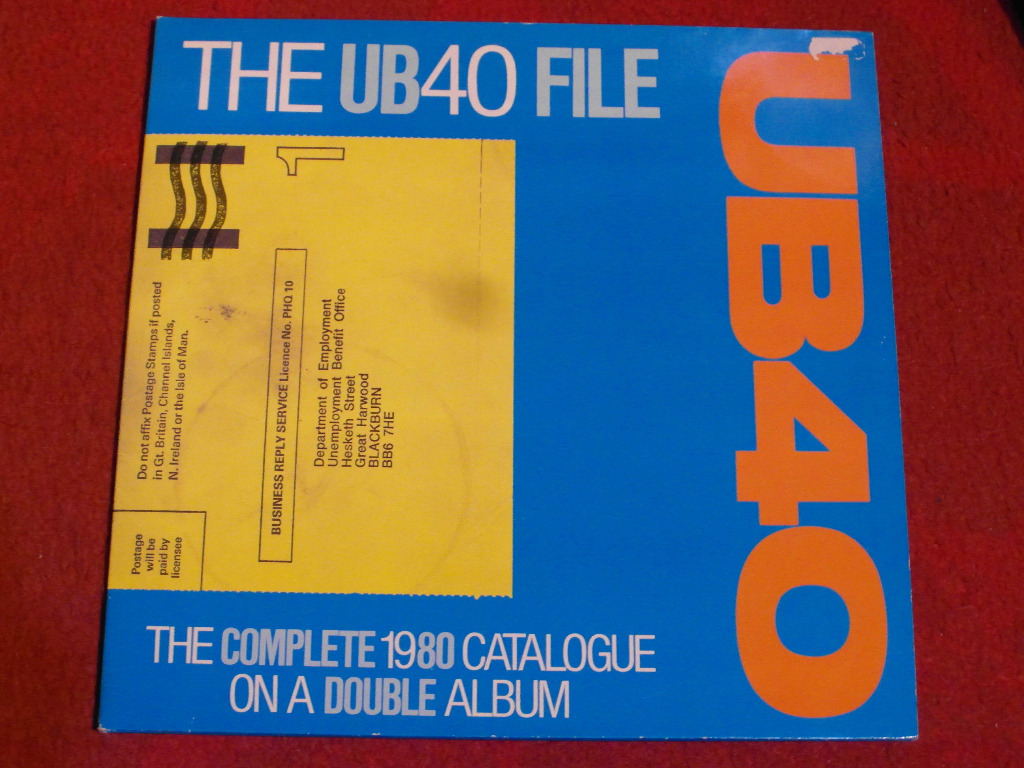 THE UB40 FILE
UB40
1
Do not affix Postage Stamps if posted
in Gt. Britain, Channel Islands,
N. Ireland or the Isle of Man.
Postage
will be
paid by
licensee
BUSINESS REPLY SERVICE Licence No. PHQ 10
Department of Employment
Unemployment Benefit Office
Hesketh Street
Great Harwood
BLACKBURN
BB6 7HE
THE COMPLETE 1980 CATALOGUE
ON A DOUBLE ALBUM